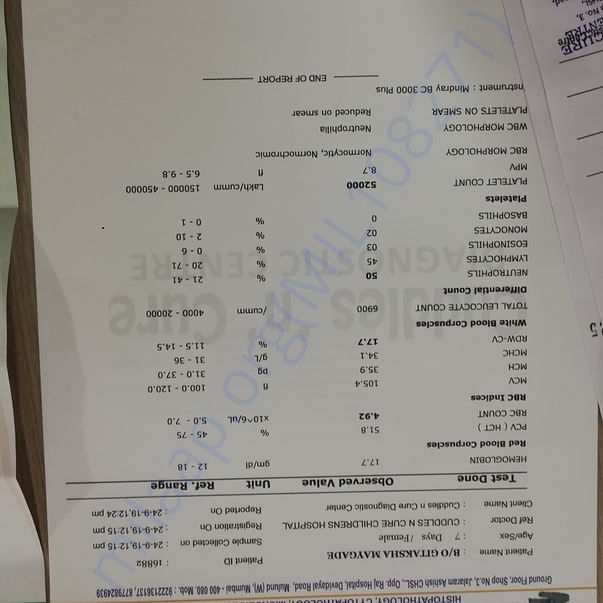 HISTOPATHOLOGY, CYTOPATHOLOGY,
Ground Floor, Shop No.3, Jalaram Ashish CHSL., Opp. Raj Hospital, Devidayal Road, Mulund (W), Mumbai - 400 080. Mob. : 9222136137, 8779824939
Patient Name : B/O GITAKSHA MAYGAYE Patient ID : 16882
Age/Sex : 7 Days /Female Sample Collected on : 24-9-19,12:15 pm
Ref Doctor : CUDDLES N CURE CHILDRENS HOSPITAL Registration On : 24-9-19,12:15 pm
Client Name : Cuddles n Cure Diagnostic Center Reported On : 24-9-19,12:24 pm
Test Done Observed Value Unit Ref. Range
HEMOGLOBIN 17.7 gm/dl 12 - 18
Red Blood Corpuscles
PCV ( HCT ) 51.8 % 45 - 75
RBC COUNT 4.92 x10^6/uL 5.0 - 7.0
RBC Indices
MCV 105.4 fl 100.0 - 120.0
MCH 35.9 pg 31.0 - 37.0
MCHC 34.1 g/L 31 - 36
RDW-CV 17.7 % 11.5 - 14.5
White Blood Corpuscles
TOTAL LEUCOCYTE COUNT 6900 /cumm 4000 - 20000
Differential Count
NEUTROPHILS 50 % 21 - 41
LYMPHOCYTES 45 % 20 - 71
EOSINOPHILS 03 % 0 - 6
MONOCYTES 02 % 2 - 10
BASOPHILS 0 % 0 - 1
Platelets
PLATELET COUNT 52000 Lakh/cumm 150000 - 450000
MPV 8.7 fl 6.5 - 9.8
RBC MORPHOLOGY Normocytic, Normochromic
WBC MORPHOLOGY Neutrophilia
PLATELETS ON SMEAR Reduced on smear
Instrument : Mindray BC 3000 Plus
---------------- END OF REPORT ----------------
dles 'n' Cure
AGNOSTIC CENTRE
mllaap.org(MIL1108271)